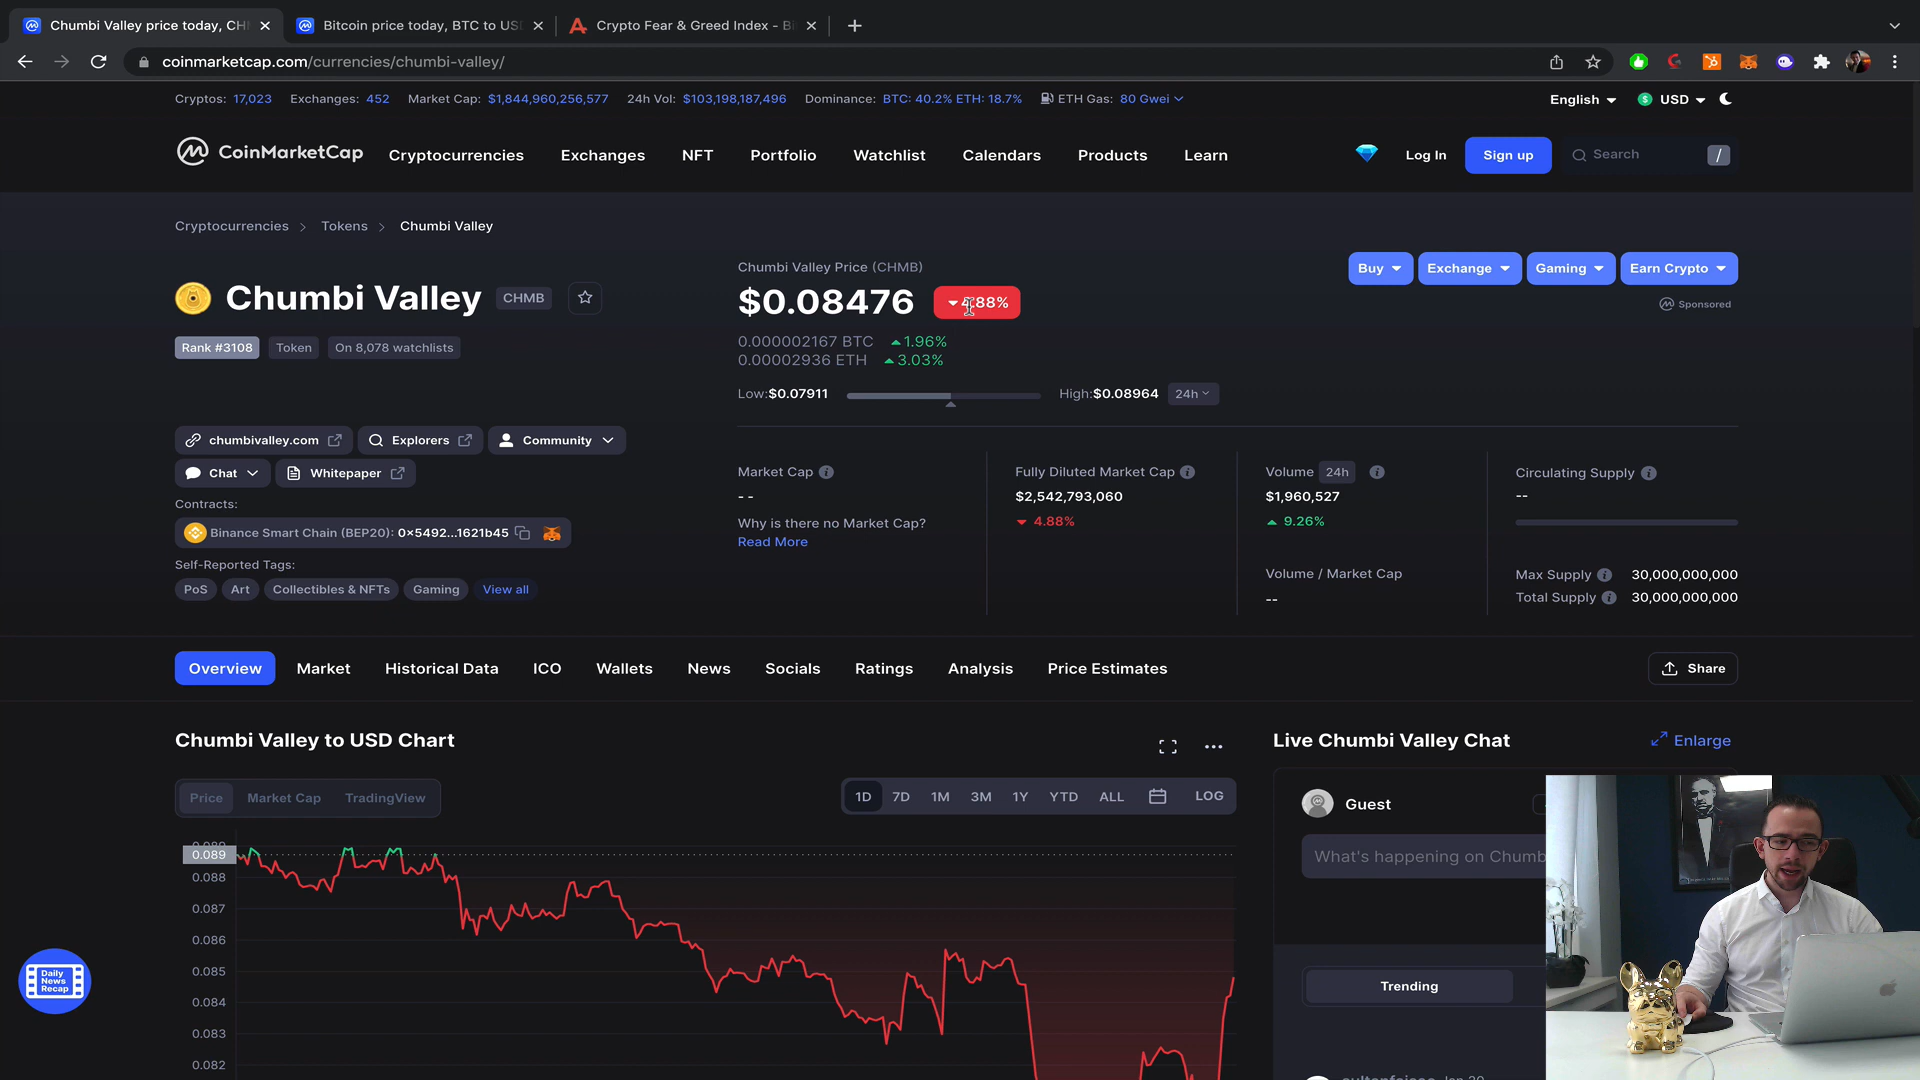 Chumbi Valley price today, CH
Bitcoin price today, BTC to US
Crypto Fear & Greed Index - B
coinmarketcap.com/currencies/chumbi-valley/
Cryptos: 17,023 Exchanges: 452 Market Cap: $1,844,960,256,577 24h Vol: $103,198,187,496 Dominance: BTC: 40.2% ETH: 18.7% ETH Gas: 80 Gwei
English USD
CoinMarketCap Cryptocurrencies Exchanges NFT Portfolio Watchlist Calendars Products Learn Log In Sign up Search /
Cryptocurrencies > Tokens > Chumbi Valley
Chumbi Valley CHMB
Rank #3108 Token On 8,078 watchlists
chumbivalley.com Explorers Community
Chat Whitepaper
Contracts:
Binance Smart Chain (BEP20): 0x5492...1621b45
Self-Reported Tags:
PoS Art Collectibles & NFTs Gaming View all
Chumbi Valley Price (CHMB)
$0.08476 4.88%
0.000002167 BTC 1.96%
0.00002936 ETH 3.03%
Low:$0.07911 High:$0.08964 24h
Buy Exchange Gaming Earn Crypto
Sponsored
Market Cap
- -
Why is there no Market Cap?
Read More
Fully Diluted Market Cap
$2,542,793,060
4.88%
Volume 24h
$1,960,527
9.26%
Volume / Market Cap
--
Circulating Supply
--
Max Supply 30,000,000,000
Total Supply 30,000,000,000
Overview Market Historical Data ICO Wallets News Socials Ratings Analysis Price Estimates Share
Chumbi Valley to USD Chart
Price Market Cap TradingView
1D 7D 1M 3M 1Y YTD ALL LOG
0.089
0.088
0.087
0.086
0.085
0.084
0.083
0.082
Daily
News
Recap
Live Chumbi Valley Chat Enlarge
Guest
What's happening on Chumb
Trending